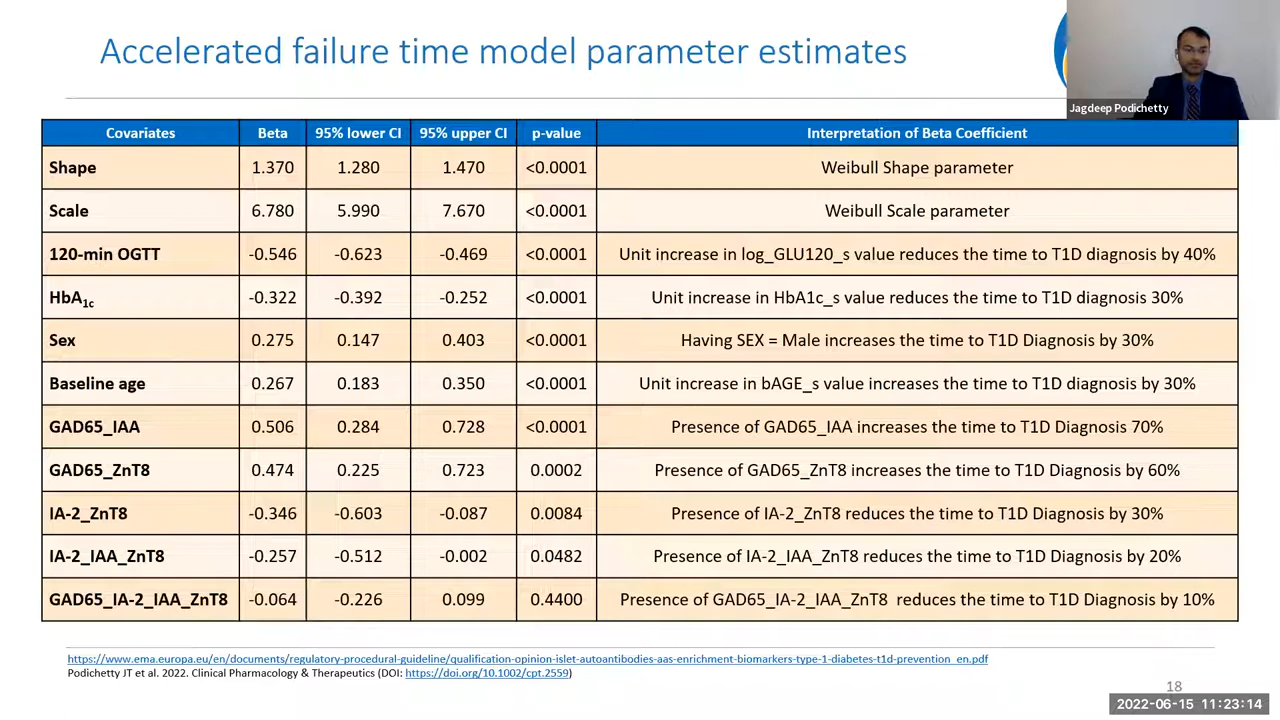 Accelerated failure time model parameter estimates
Jagdeep Podichetty
Covariates Beta 95% lower CI 95% upper CI p-value Interpretation of Beta Coefficient
Shape 1.370 1.280 1.470 <0.0001 Weibull Shape parameter
Scale 6.780 5.990 7.670 <0.0001 Weibull Scale parameter
120-min OGTT -0.546 -0.623 -0.469 <0.0001 Unit increase in log_GLU120_s value reduces the time to T1D diagnosis by 40%
HbA1c -0.322 -0.392 -0.252 <0.0001 Unit increase in HbA1c_s value reduces the time to T1D diagnosis 30%
Sex 0.275 0.147 0.403 <0.0001 Having SEX = Male increases the time to T1D Diagnosis by 30%
Baseline age 0.267 0.183 0.350 <0.0001 Unit increase in bAGE_s value increases the time to T1D diagnosis by 30%
GAD65_IAA 0.506 0.284 0.728 <0.0001 Presence of GAD65_IAA increases the time to T1D Diagnosis 70%
GAD65_ZnT8 0.474 0.225 0.723 0.0002 Presence of GAD65_ZnT8 increases the time to T1D Diagnosis by 60%
IA-2_ZnT8 -0.346 -0.603 -0.087 0.0084 Presence of IA-2_ZnT8 reduces the time to T1D Diagnosis by 30%
IA-2_IAA_ZnT8 -0.257 -0.512 -0.002 0.0482 Presence of IA-2_IAA_ZnT8 reduces the time to T1D Diagnosis by 20%
GAD65_IA-2_IAA_ZnT8 -0.064 -0.226 0.099 0.4400 Presence of GAD65_IA-2_IAA_ZnT8 reduces the time to T1D Diagnosis by 10%
https://www.ema.europa.eu/en/documents/regulatory-procedural-guideline/qualification-opinion-islet-autoantibodies-aas-enrichment-biomarkers-type-1-diabetes-t1d-prevention_en.pdf
Podichetty JT et al. 2022. Clinical Pharmacology & Therapeutics (DOI: https://doi.org/10.1002/cpt.2559)
18
2022-06-15 11:23:14